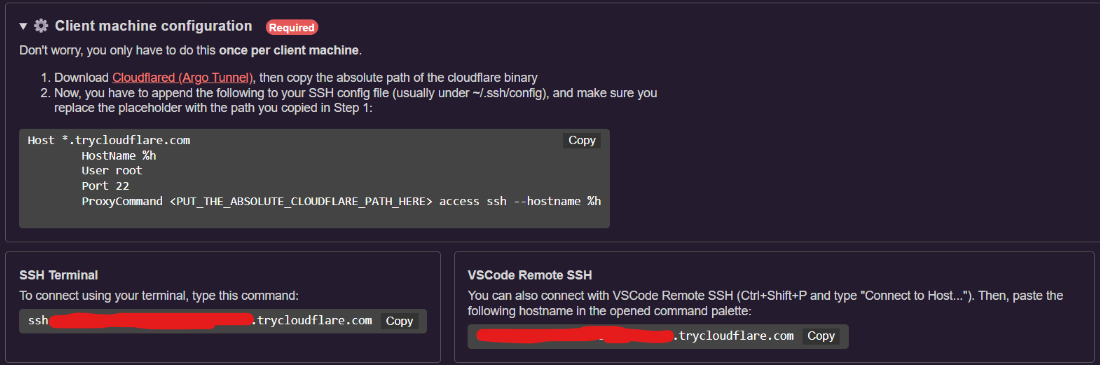 Client machine configuration Required
Don't worry, you only have to do this once per client machine.
1. Download Cloudflared (Argo Tunnel), then copy the absolute path of the cloudflare binary
2. Now, you have to append the following to your SSH config file (usually under ~/.ssh/config), and make sure you
replace the placeholder with the path you copied in Step 1:
Host *.trycloudflare.com Copy
HostName %h
User root
Port 22
ProxyCommand <PUT_THE_ABSOLUTE_CLOUDFLARE_PATH_HERE> access ssh --hostname %h
SSH Terminal
To connect using your terminal, type this command:
ssh .trycloudflare.com Copy
VSCode Remote SSH
You can also connect with VSCode Remote SSH (Ctrl+Shift+P and type "Connect to Host..."). Then, paste the
following hostname in the opened command palette:
.trycloudflare.com Copy